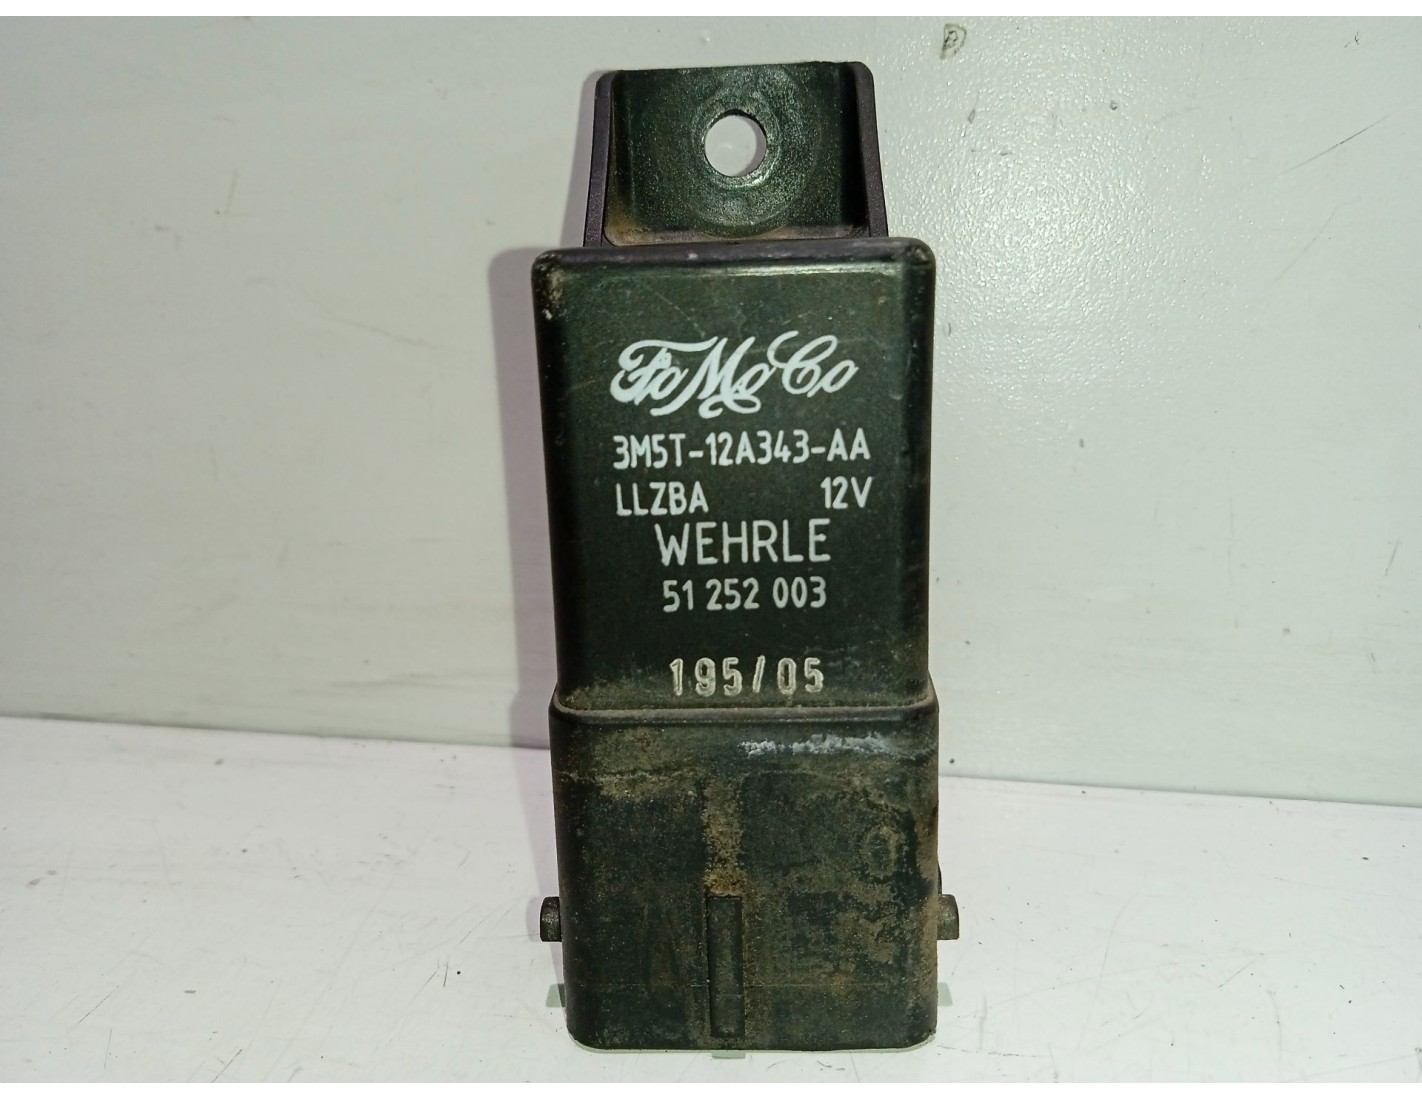 FoMoCo
3M5T-12A343-AA
LLZBA 12V
WEHRLE
51 252 003
195/05